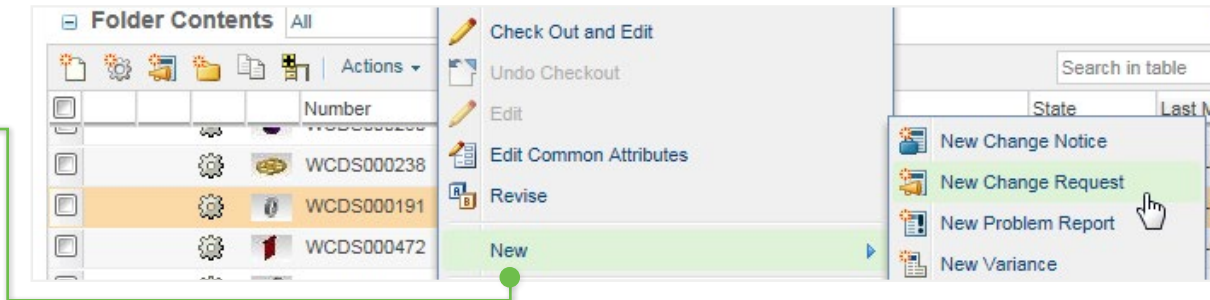 Folder Contents All
Actions
Search in table
Number
State
Last
WCDS000238
WCDS000191
WCDS000472
Check Out and Edit
Undo Checkout
Edit
Edit Common Attributes
Revise
New
New Change Notice
New Change Request
New Problem Report
New Variance